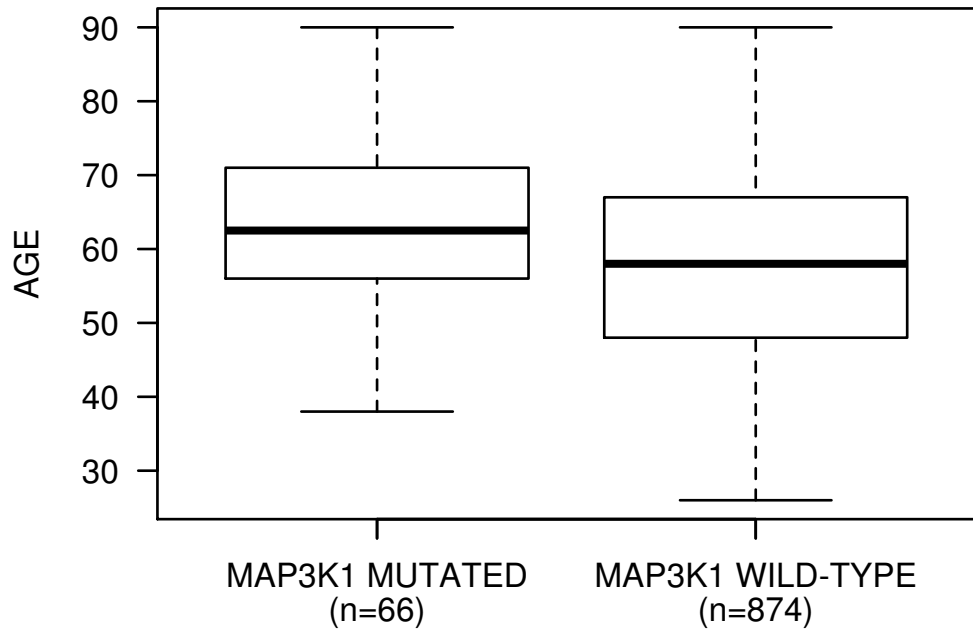 90
80
70
60
50
40
30
AGE
MAP3K1 MUTATED
(n=66)
MAP3K1 WILD-TYPE
(n=874)